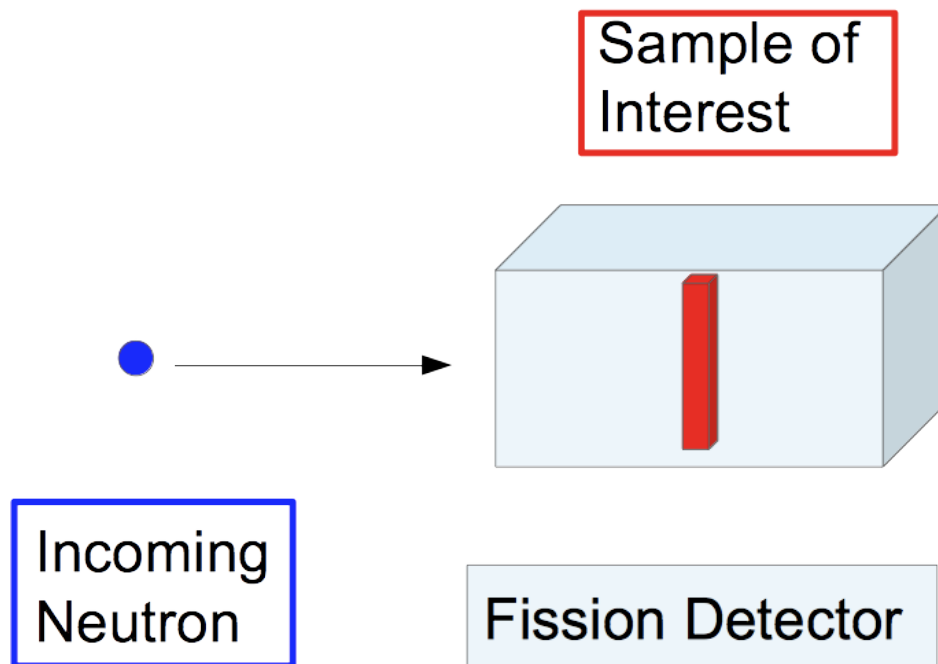 Sample of
Interest
Incoming
Neutron
Fission Detector